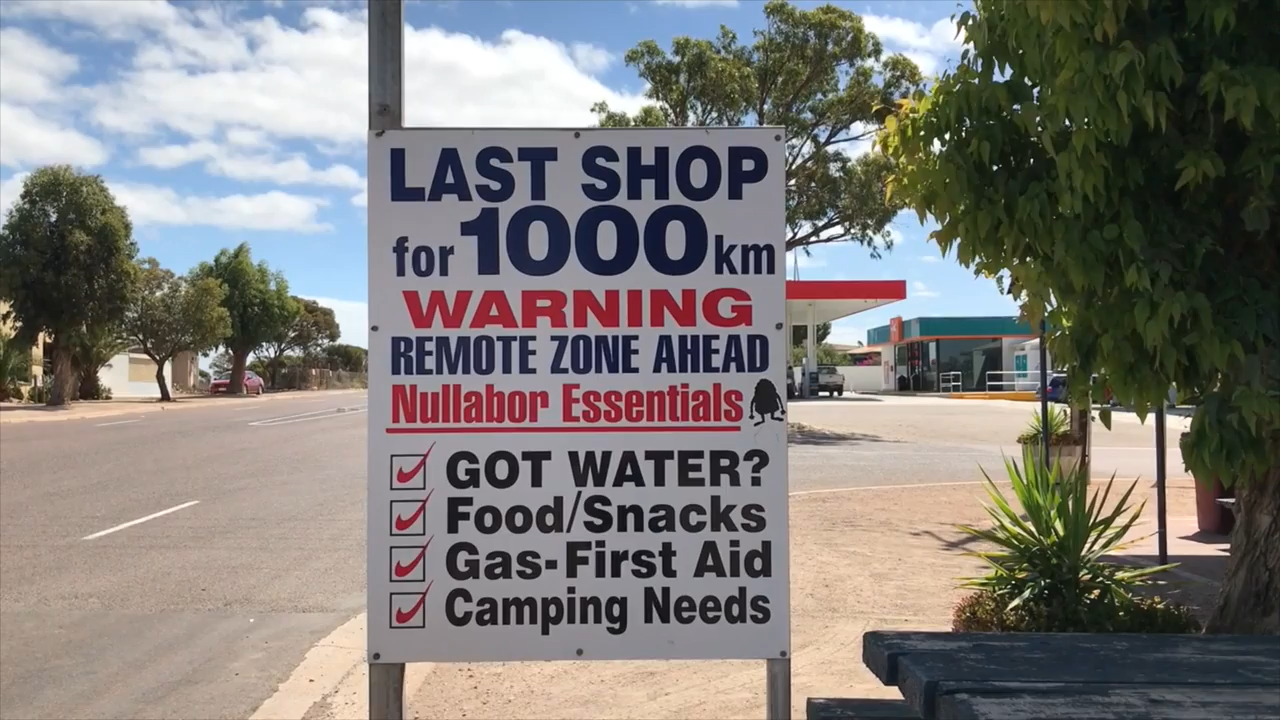 LAST SHOP
for 1000 km
WARNING
REMOTE ZONE AHEAD
Nullabor Essentials
GOT WATER?
Food/Snacks
Gas-First Aid
Camping Needs